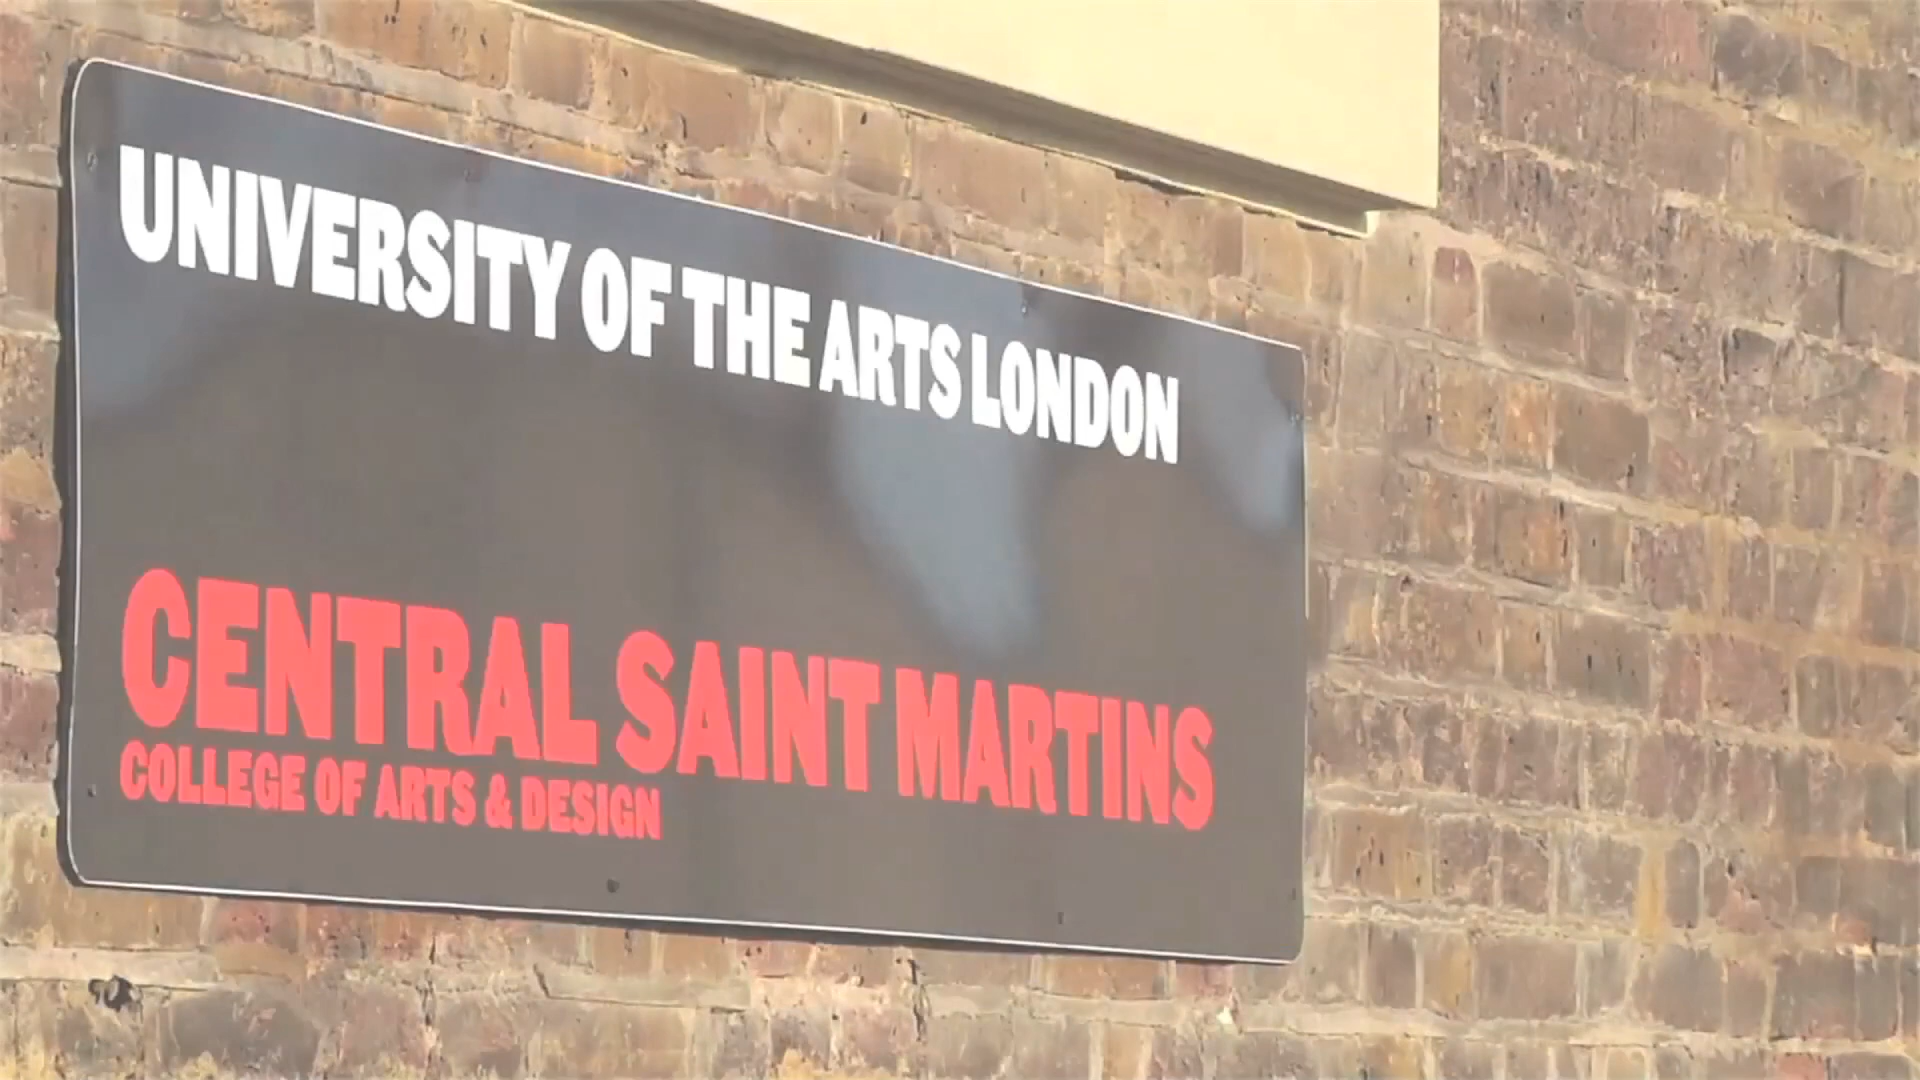 UNIVERSITY OF THE ARTS LONDON
CENTRAL SAINT MARTINS
COLLEGE OF ARTS & DESIGN